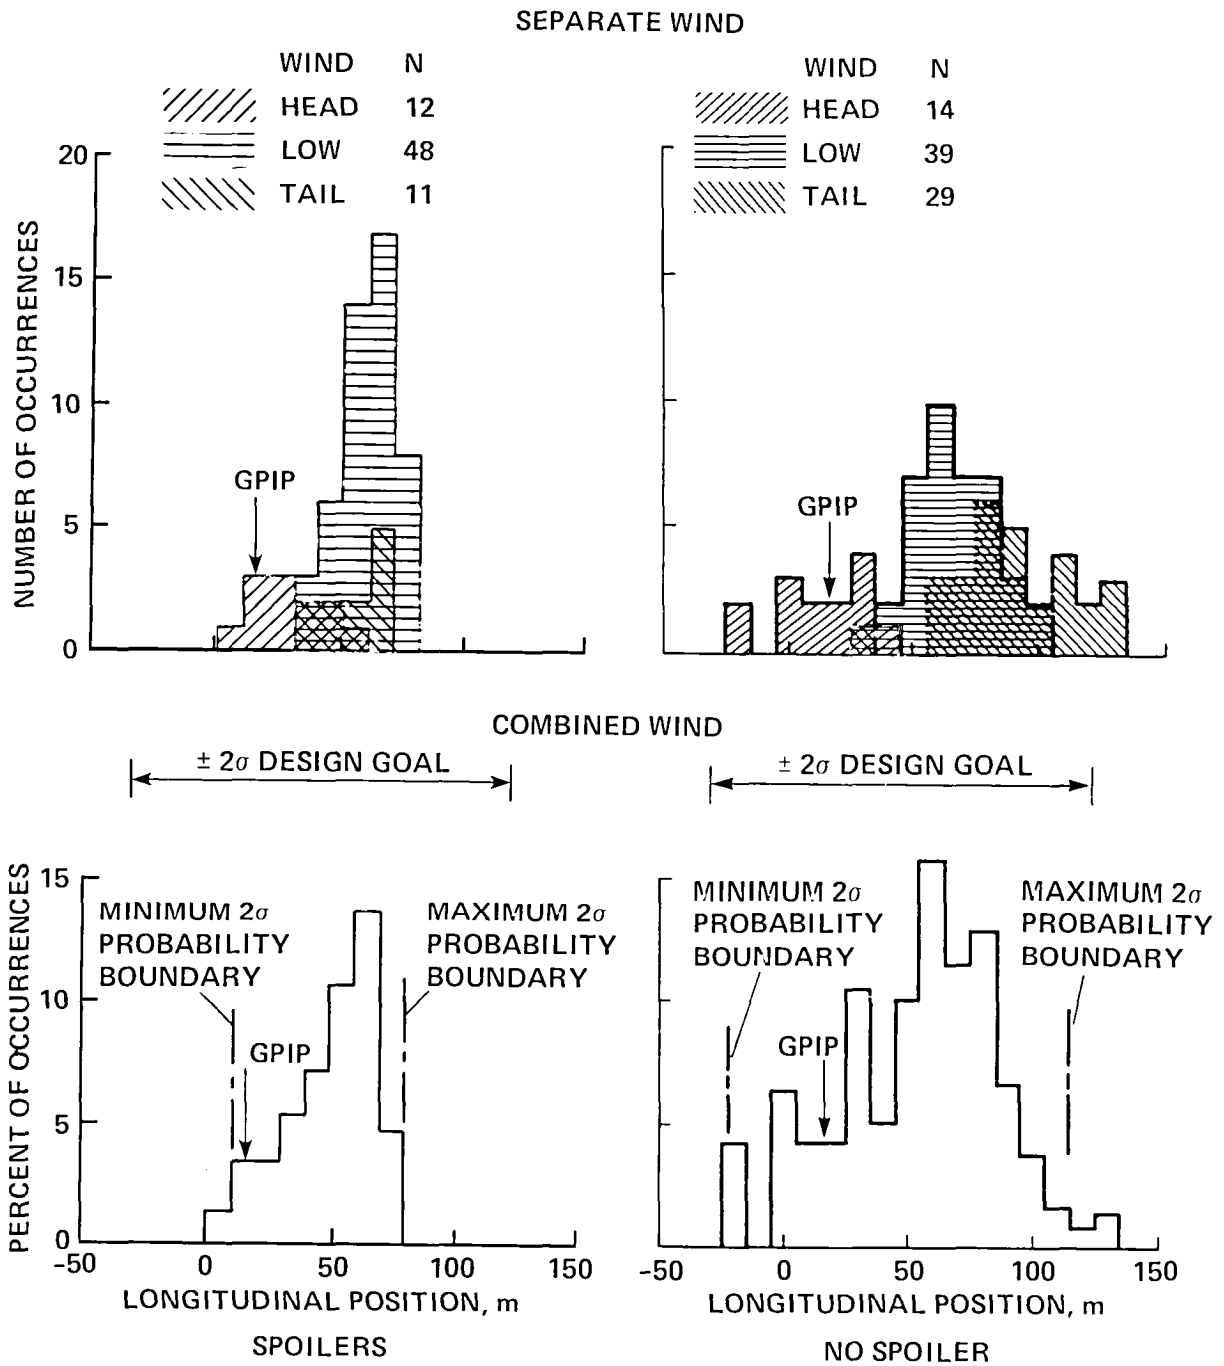 SEPARATE WIND
WIND N
HEAD 12
LOW 48
TAIL 11
WIND N
HEAD 14
LOW 39
TAIL 29
NUMBER OF OCCURRENCES
20
15
10
5
0
GPIP
GPIP
COMBINED WIND
± 2σ DESIGN GOAL
± 2σ DESIGN GOAL
PERCENT OF OCCURRENCES
15
10
5
0
MINIMUM 2σ
PROBABILITY
BOUNDARY
MAXIMUM 2σ
PROBABILITY
BOUNDARY
GPIP
-50 0 50 100 150
LONGITUDINAL POSITION, m
SPOILERS
MINIMUM 2σ
PROBABILITY
BOUNDARY
MAXIMUM 2σ
PROBABILITY
BOUNDARY
GPIP
-50 0 50 100 150
LONGITUDINAL POSITION, m
NO SPOILER